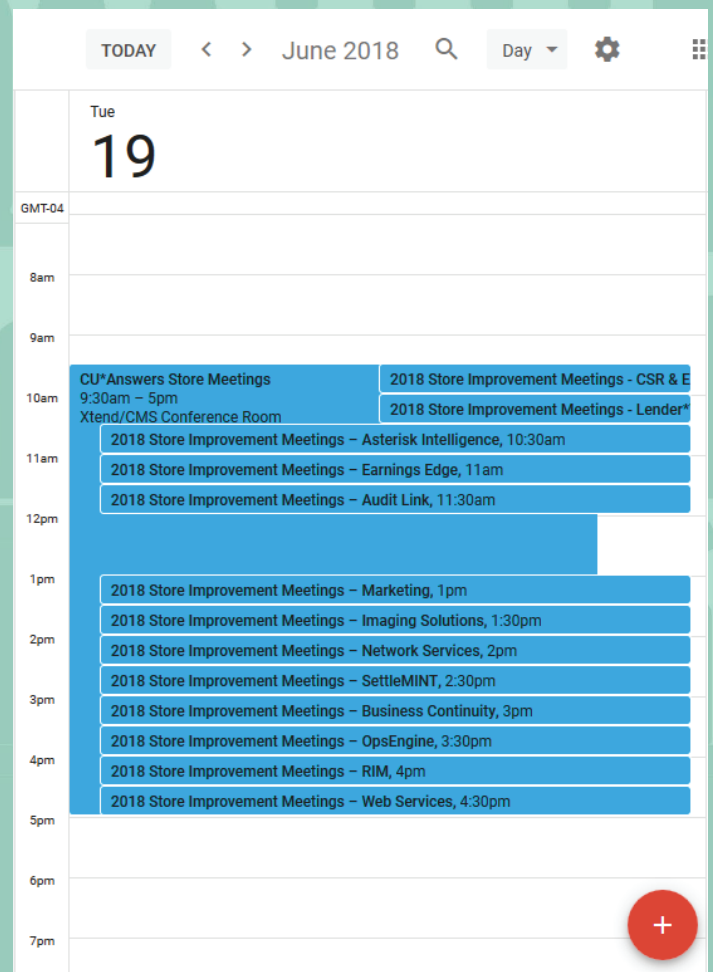 TODAY
June 2018
Day
Tue
19
GMT-04
8am
9am
CU*Answers Store Meetings
9:30am – 5pm
Xtend/CMS Conference Room
2018 Store Improvement Meetings - CSR & E
10am
2018 Store Improvement Meetings - Lender*
2018 Store Improvement Meetings – Asterisk Intelligence, 10:30am
11am
2018 Store Improvement Meetings – Earnings Edge, 11am
2018 Store Improvement Meetings – Audit Link, 11:30am
12pm
1pm
2018 Store Improvement Meetings – Marketing, 1pm
2018 Store Improvement Meetings – Imaging Solutions, 1:30pm
2pm
2018 Store Improvement Meetings – Network Services, 2pm
2018 Store Improvement Meetings – SettleMINT, 2:30pm
3pm
2018 Store Improvement Meetings – Business Continuity, 3pm
2018 Store Improvement Meetings – OpsEngine, 3:30pm
4pm
2018 Store Improvement Meetings – RIM, 4pm
2018 Store Improvement Meetings – Web Services, 4:30pm
5pm
6pm
7pm